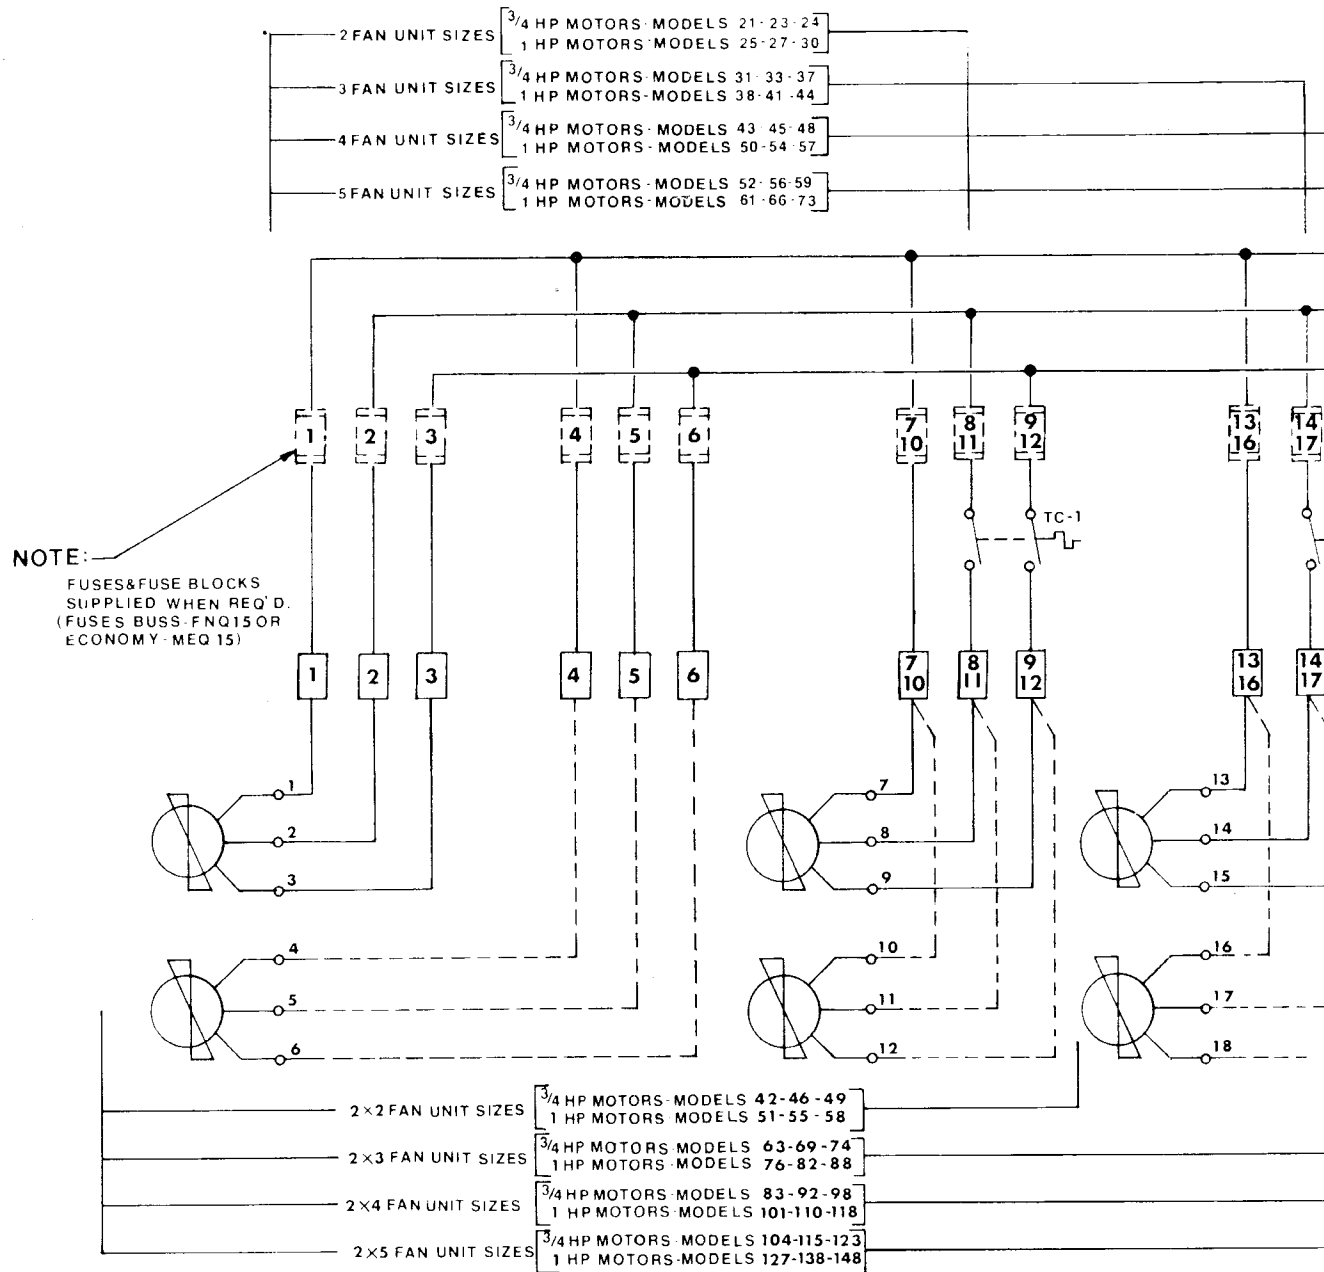 2 FAN UNIT SIZES
3/4 HP MOTORS-MODELS 21-23-24
1 HP MOTORS-MODELS 25-27-30
3 FAN UNIT SIZES
3/4 HP MOTORS-MODELS 31-33-37
1 HP MOTORS-MODELS 38-41-44
4 FAN UNIT SIZES
3/4 HP MOTORS-MODELS 43-45-48
1 HP MOTORS-MODELS 50-54-57
5 FAN UNIT SIZES
3/4 HP MOTORS-MODELS 52-56-59
1 HP MOTORS-MODELS 61-66-73
1 2 3 4 5 6 7 8 9 13 14
10 11 12 16 17
TC-1
NOTE:
FUSES&FUSE BLOCKS
SUPPLIED WHEN REQ'D.
(FUSES BUSS-FNQ15 OR
ECONOMY-MEQ 15)
1 2 3 4 5 6 7 8 9 13 14
10 11 12 16 17
1 7 13
2 8 14
3 9 15
4 10 16
5 11 17
6 12 18
2×2 FAN UNIT SIZES
3/4 HP MOTORS-MODELS 42-46-49
1 HP MOTORS-MODELS 51-55-58
2×3 FAN UNIT SIZES
3/4 HP MOTORS-MODELS 63-69-74
1 HP MOTORS-MODELS 76-82-88
2×4 FAN UNIT SIZES
3/4 HP MOTORS-MODELS 83-92-98
1 HP MOTORS-MODELS 101-110-118
2×5 FAN UNIT SIZES
3/4 HP MOTORS-MODELS 104-115-123
1 HP MOTORS-MODELS 127-138-148